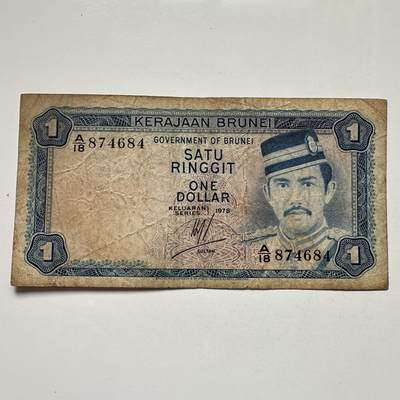 1 KERAJAAN BRUNEI 1
A/18 874684 GOVERNMENT OF BRUNEI
SATU
RINGGIT
ONE
DOLLAR
KELUARAN
SERIES 1978
SULTAN
A/18 874684
1 1